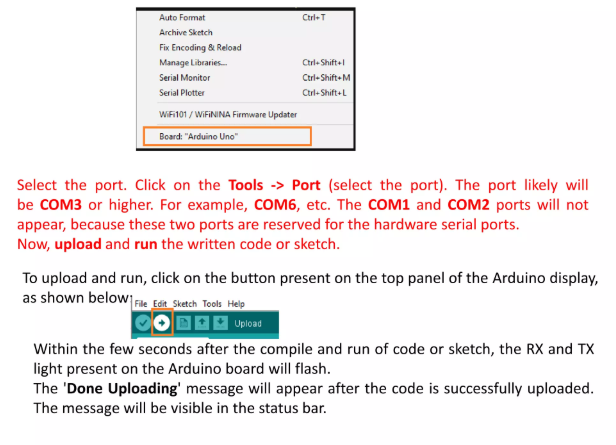 Auto Format Ctrl+T
Archive Sketch
Fix Encoding & Reload
Manage Libraries... Ctrl+Shift+I
Serial Monitor Ctrl+Shift+M
Serial Plotter Ctrl+Shift+L
WiFi101 / WiFiNINA Firmware Updater
Board: "Arduino Uno"
Select the port. Click on the Tools -> Port (select the port). The port likely will
be COM3 or higher. For example, COM6, etc. The COM1 and COM2 ports will not
appear, because these two ports are reserved for the hardware serial ports.
Now, upload and run the written code or sketch.
To upload and run, click on the button present on the top panel of the Arduino display,
as shown below:
File Edit Sketch Tools Help
Upload
Within the few seconds after the compile and run of code or sketch, the RX and TX
light present on the Arduino board will flash.
The 'Done Uploading' message will appear after the code is successfully uploaded.
The message will be visible in the status bar.